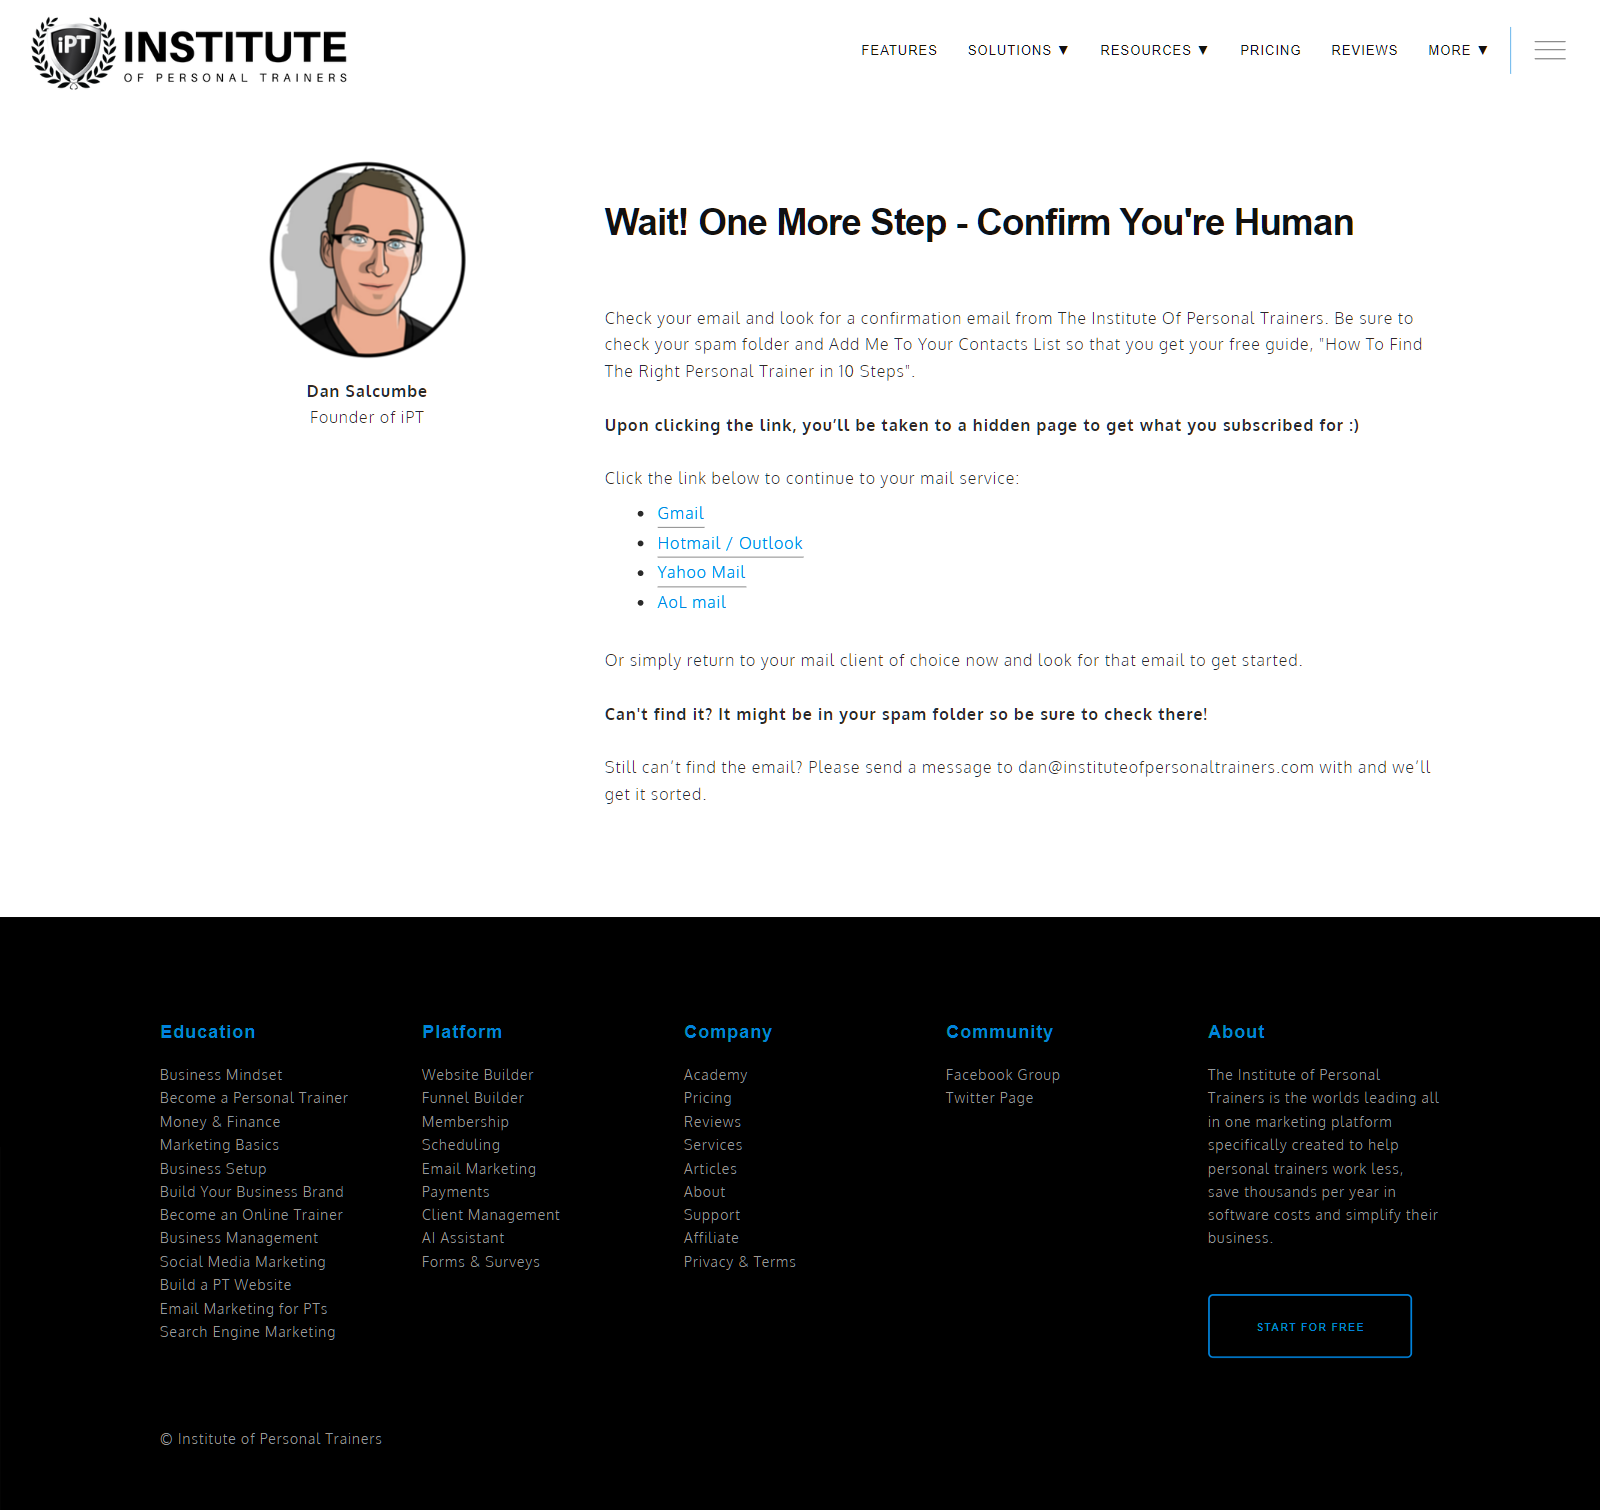 iPT INSTITUTE
OF PERSONAL TRAINERS
FEATURES SOLUTIONS ▼ RESOURCES ▼ PRICING REVIEWS MORE ▼
Wait! One More Step - Confirm You're Human
Check your email and look for a confirmation email from The Institute Of Personal Trainers. Be sure to
check your spam folder and Add Me To Your Contacts List so that you get your free guide, "How To Find
The Right Personal Trainer in 10 Steps".
Dan Salcumbe
Founder of iPT
Upon clicking the link, you’ll be taken to a hidden page to get what you subscribed for :)
Click the link below to continue to your mail service:
• Gmail
• Hotmail / Outlook
• Yahoo Mail
• AoL mail
Or simply return to your mail client of choice now and look for that email to get started.
Can't find it? It might be in your spam folder so be sure to check there!
Still can’t find the email? Please send a message to dan@instituteofpersonaltrainers.com with and we’ll
get it sorted.
Education
Business Mindset
Become a Personal Trainer
Money & Finance
Marketing Basics
Business Setup
Build Your Business Brand
Become an Online Trainer
Business Management
Social Media Marketing
Build a PT Website
Email Marketing for PTs
Search Engine Marketing
Platform
Website Builder
Funnel Builder
Membership
Scheduling
Email Marketing
Payments
Client Management
AI Assistant
Forms & Surveys
Company
Academy
Pricing
Reviews
Services
Articles
About
Support
Affiliate
Privacy & Terms
Community
Facebook Group
Twitter Page
About
The Institute of Personal
Trainers is the worlds leading all
in one marketing platform
specifically created to help
personal trainers work less,
save thousands per year in
software costs and simplify their
business.
START FOR FREE
© Institute of Personal Trainers